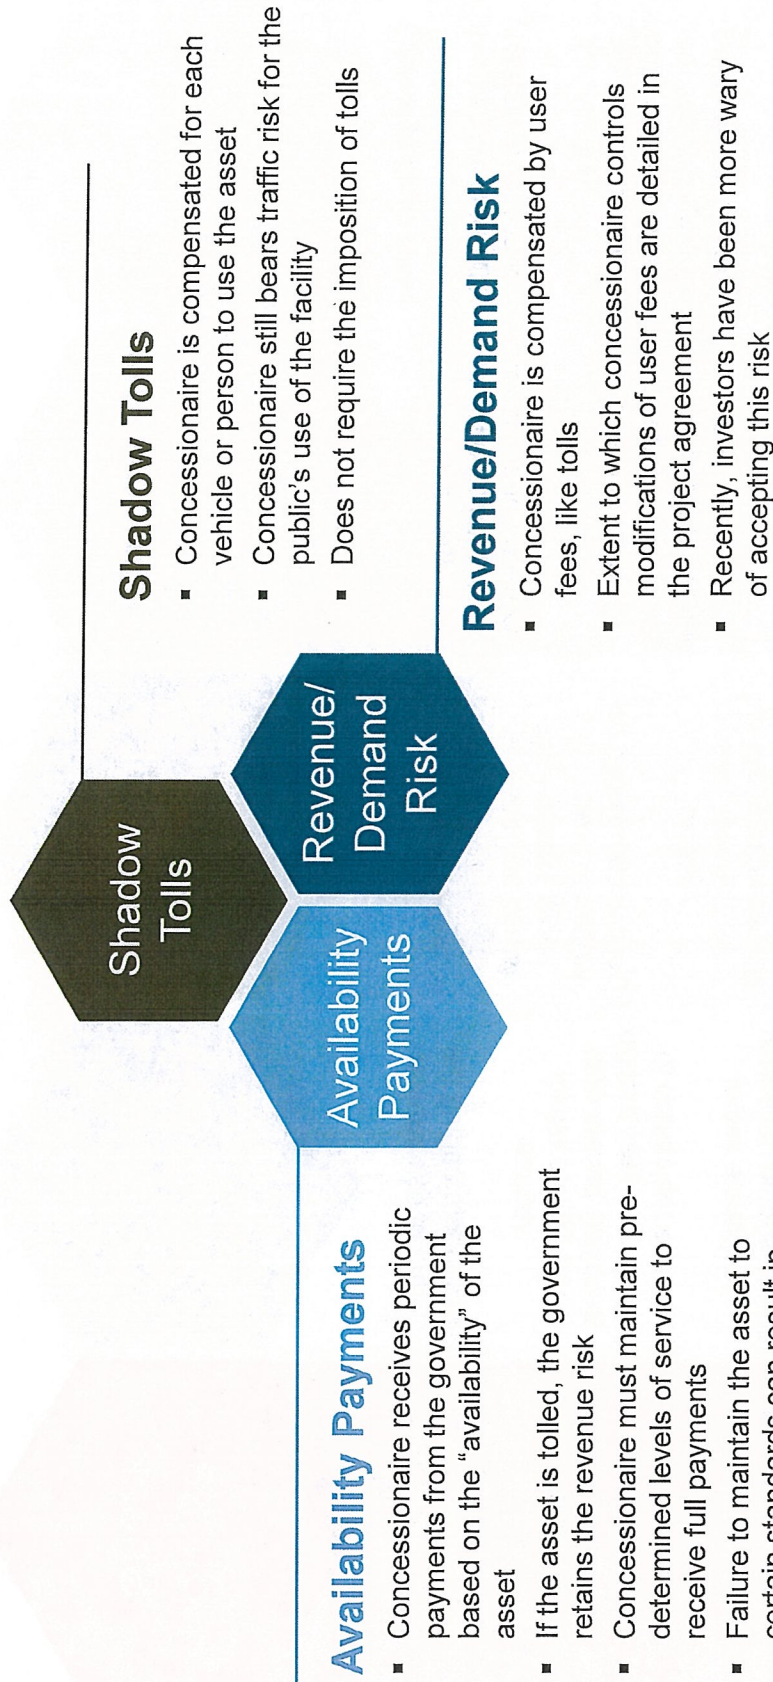 Shadow
Tolls
Availability
Payments
Revenue/
Demand
Risk
Shadow Tolls
▪ Concessionaire is compensated for each
vehicle or person to use the asset
▪ Concessionaire still bears traffic risk for the
public's use of the facility
▪ Does not require the imposition of tolls
Availability Payments
▪ Concessionaire receives periodic
payments from the government
based on the “availability” of the
asset
▪ If the asset is tolled, the government
retains the revenue risk
▪ Concessionaire must maintain pre-
determined levels of service to
receive full payments
▪ Failure to maintain the asset to
certain standards can result in
Revenue/Demand Risk
▪ Concessionaire is compensated by user
fees, like tolls
▪ Extent to which concessionaire controls
modifications of user fees are detailed in
the project agreement
▪ Recently, investors have been more wary
of accepting this risk